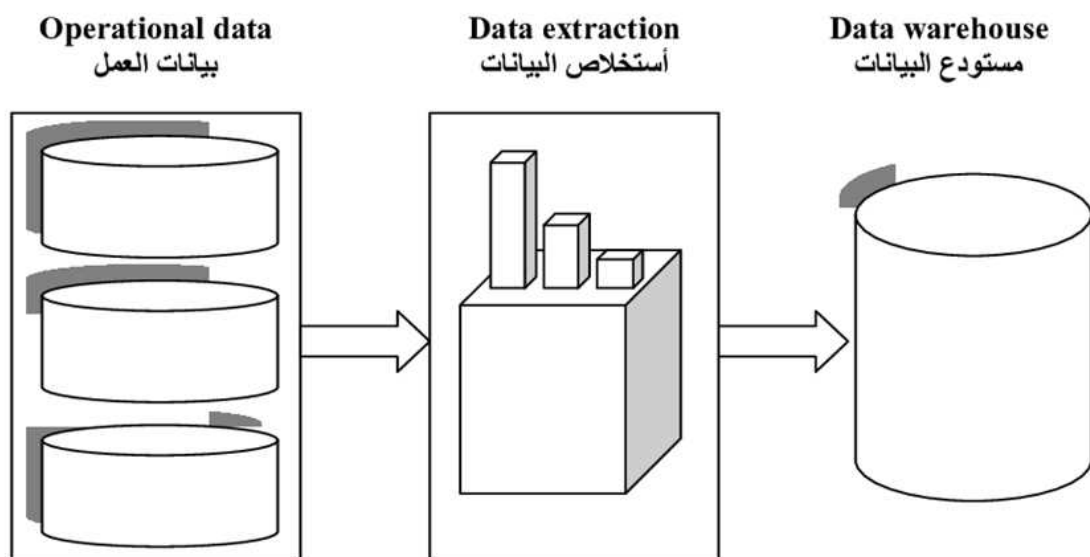 Operational data
بيانات العمل
Data extraction
أستخلاص البيانات
Data warehouse
مستودع البيانات